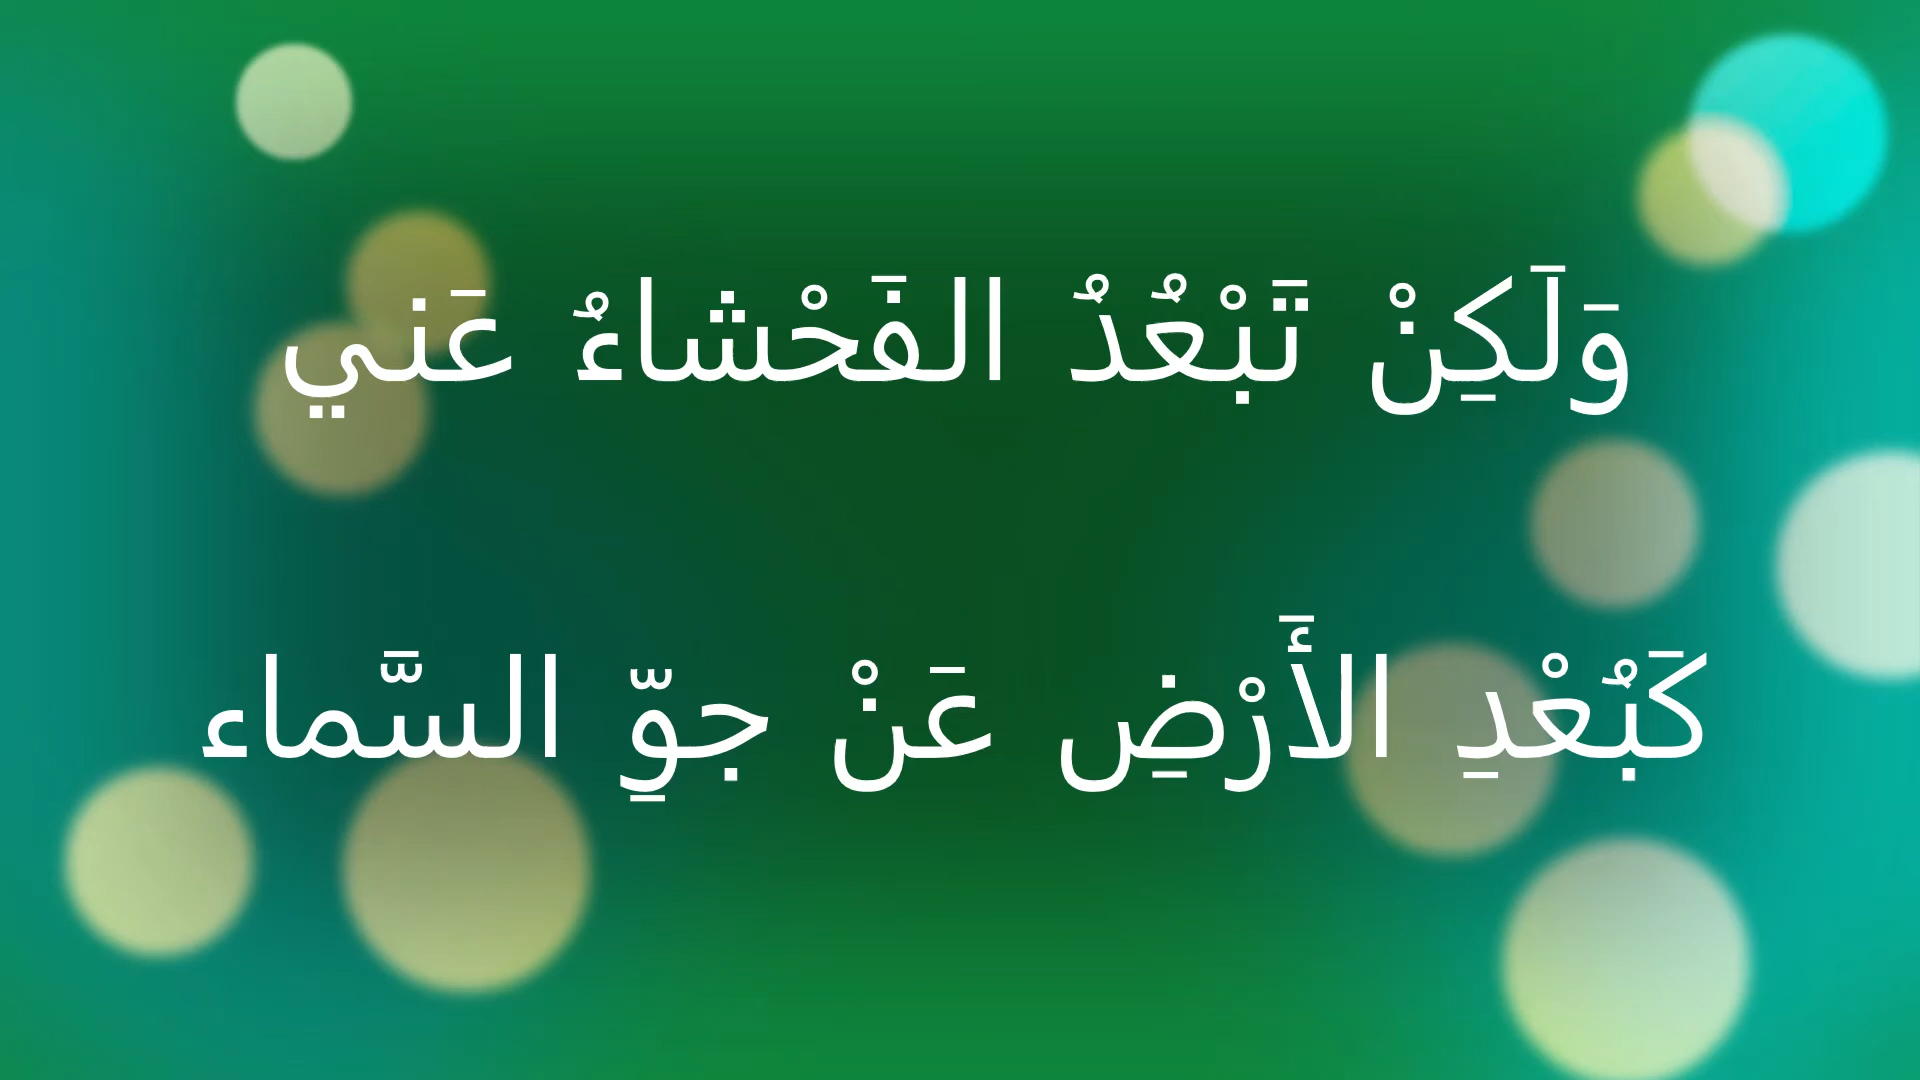 وَلَكِنْ تَبْعُدُ الفَحْشاءُ عَني
كَبُعْدِ الأَرْضِ عَنْ جوِّ السَّماء